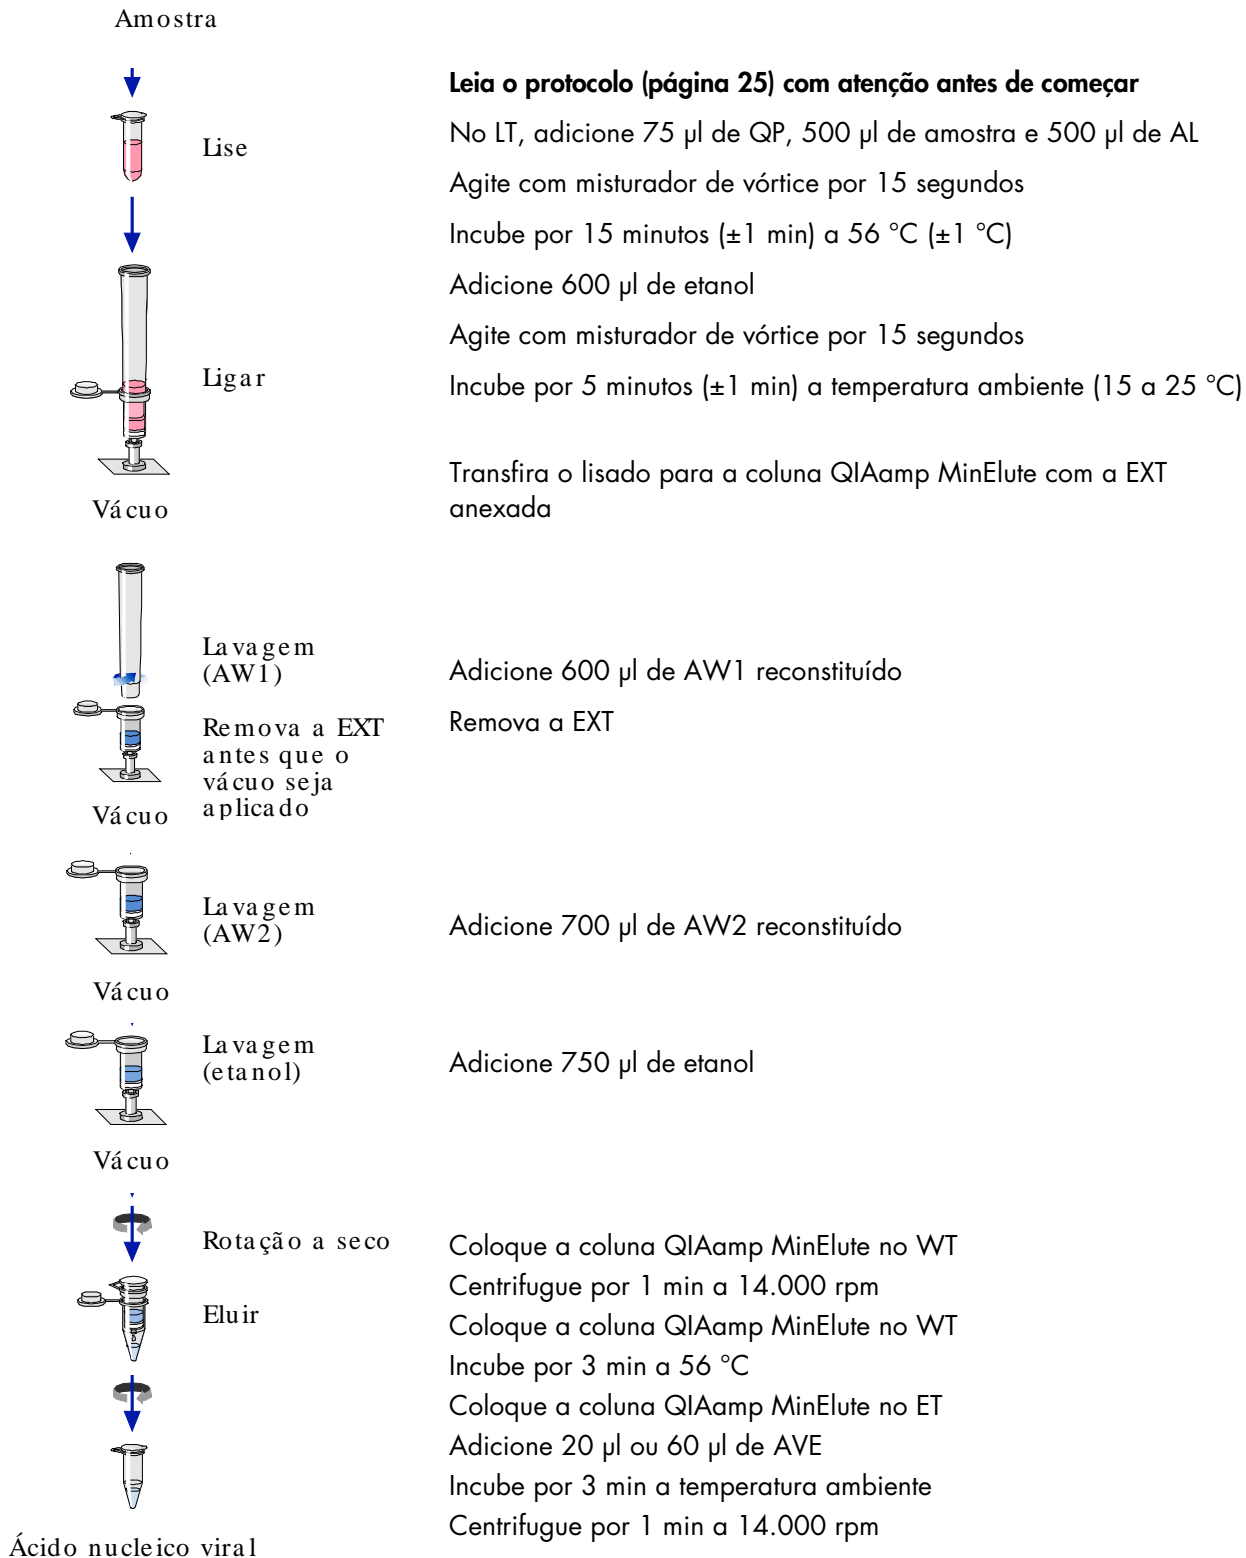 Amostra
Leia o protocolo (página 25) com atenção antes de começar
Lise
No LT, adicione 75 µl de QP, 500 µl de amostra e 500 µl de AL
Agite com misturador de vórtice por 15 segundos
Incube por 15 minutos (±1 min) a 56 °C (±1 °C)
Adicione 600 µl de etanol
Agite com misturador de vórtice por 15 segundos
Ligar
Incube por 5 minutos (±1 min) a temperatura ambiente (15 a 25 °C)
Transfira o lisado para a coluna QIAamp MinElute com a EXT
anexada
Vácuo
Lavagem
(AW1)
Adicione 600 µl de AW1 reconstituído
Remova a EXT
antes que o
vácuo seja
aplicado
Remova a EXT
Vácuo
Lavagem
(AW2)
Adicione 700 µl de AW2 reconstituído
Vácuo
Lavagem
(etanol)
Adicione 750 µl de etanol
Vácuo
Rotação a seco
Coloque a coluna QIAamp MinElute no WT
Centrifugue por 1 min a 14.000 rpm
Eluir
Coloque a coluna QIAamp MinElute no WT
Incube por 3 min a 56 °C
Coloque a coluna QIAamp MinElute no ET
Adicione 20 µl ou 60 µl de AVE
Incube por 3 min a temperatura ambiente
Centrifugue por 1 min a 14.000 rpm
Ácido nucleico viral